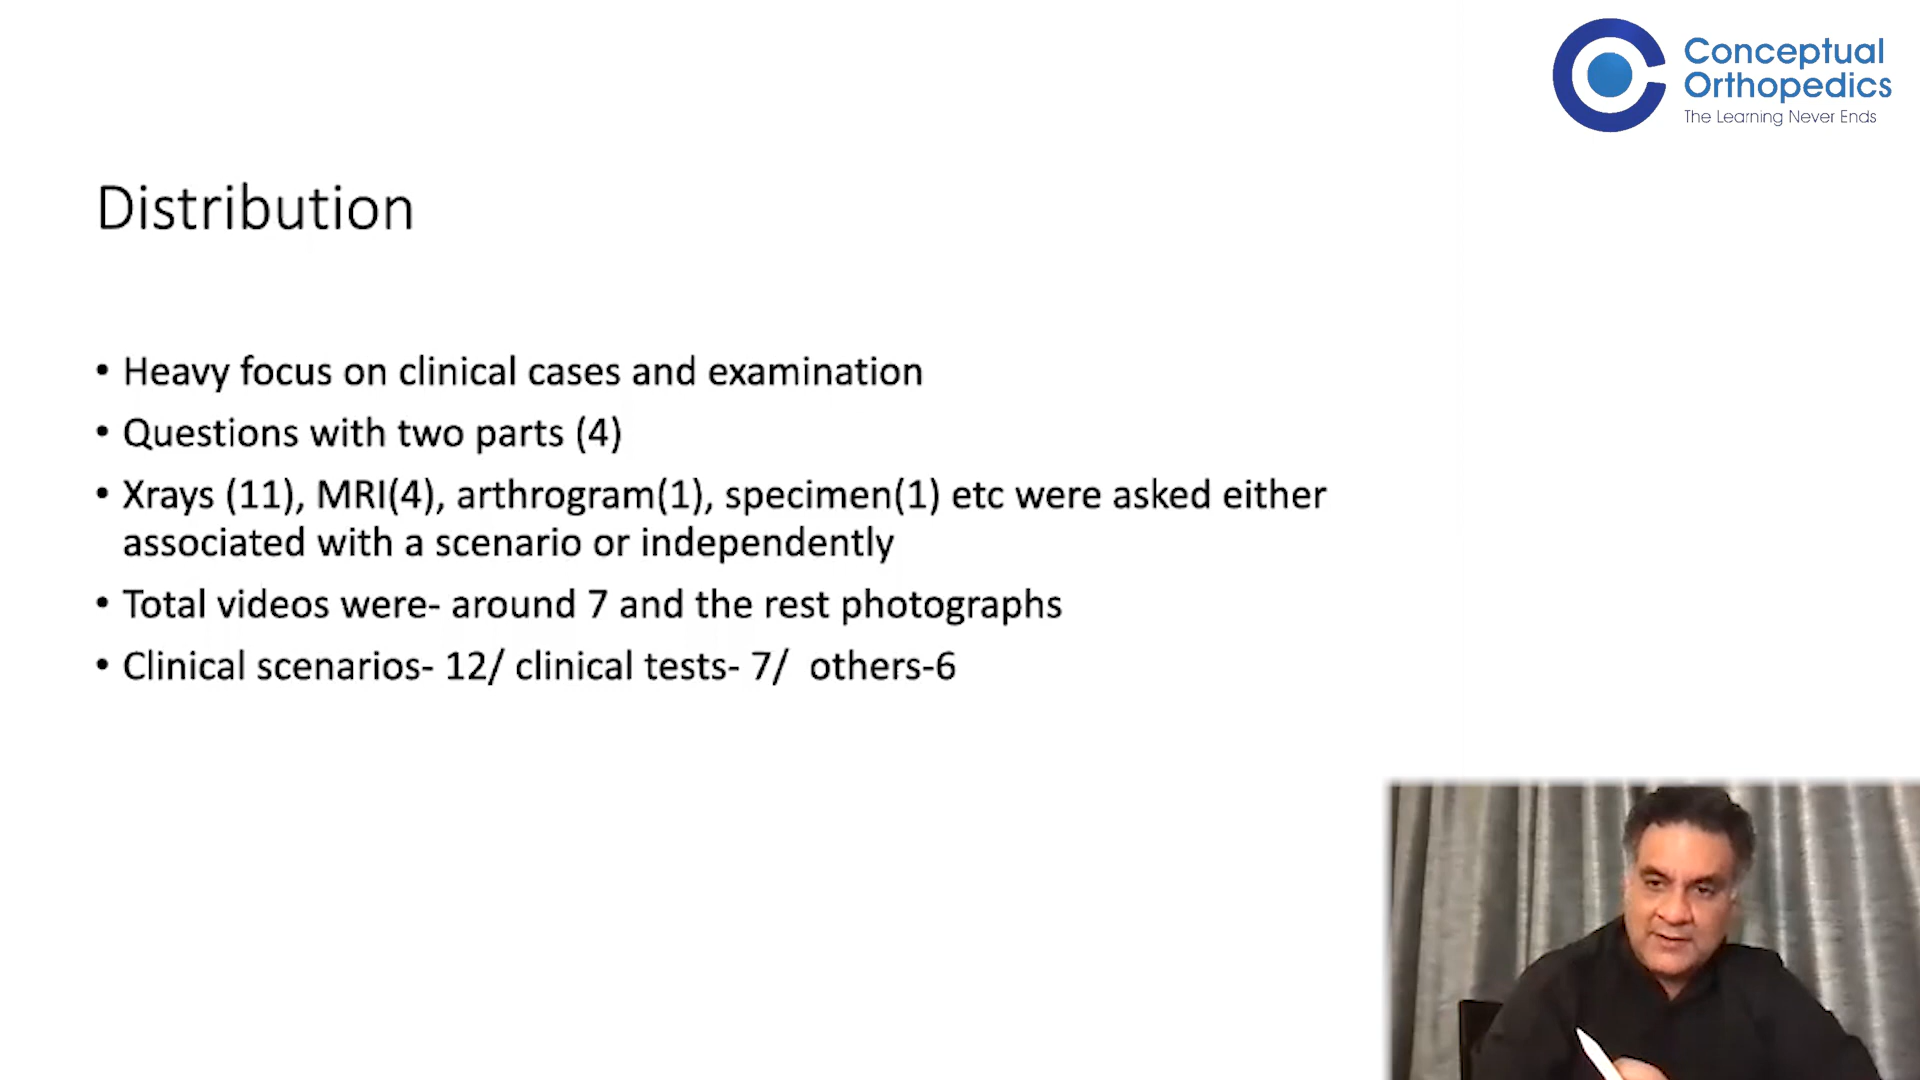 Conceptual
Orthopedics
The Learning Never Ends
Distribution
• Heavy focus on clinical cases and examination
• Questions with two parts (4)
• Xrays (11), MRI(4), arthrogram(1), specimen(1) etc were asked either
associated with a scenario or independently
• Total videos were- around 7 and the rest photographs
• Clinical scenarios- 12/ clinical tests- 7/  others-6